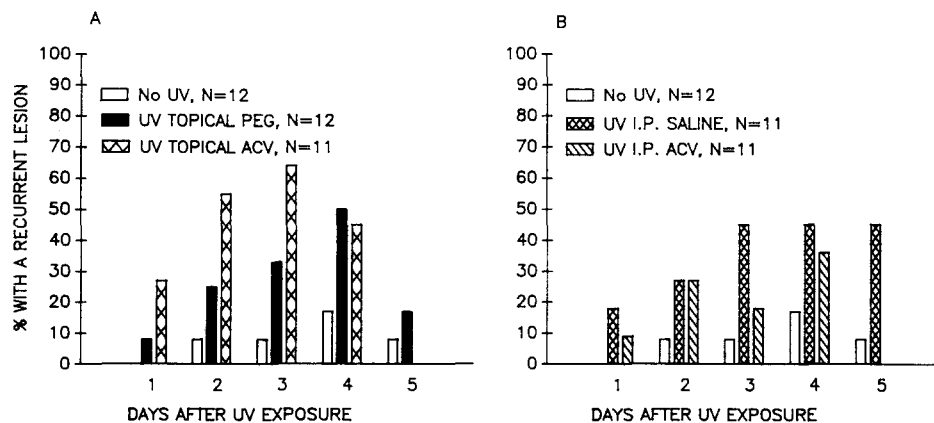 A
100
90
80
70
60
50
40
30
20
10
0
% WITH A RECURRENT LESION
No UV, N=12
UV TOPICAL PEG, N=12
UV TOPICAL ACV, N=11
1 2 3 4 5
DAYS AFTER UV EXPOSURE
B
100
90
80
70
60
50
40
30
20
10
0
No UV, N=12
UV I.P. SALINE, N=11
UV I.P. ACV, N=11
1 2 3 4 5
DAYS AFTER UV EXPOSURE